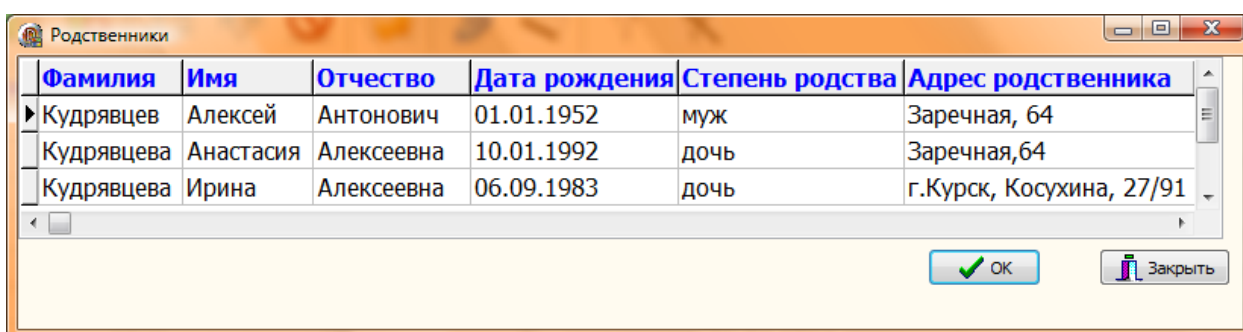 Родственники
Фамилия Имя Отчество Дата рождения Степень родства Адрес родственника
Кудрявцев Алексей Антонович 01.01.1952 муж Заречная, 64
Кудрявцева Анастасия Алексеевна 10.01.1992 дочь Заречная,64
Кудрявцева Ирина Алексеевна 06.09.1983 дочь г.Курск, Косухина, 27/91
ОК Закрыть